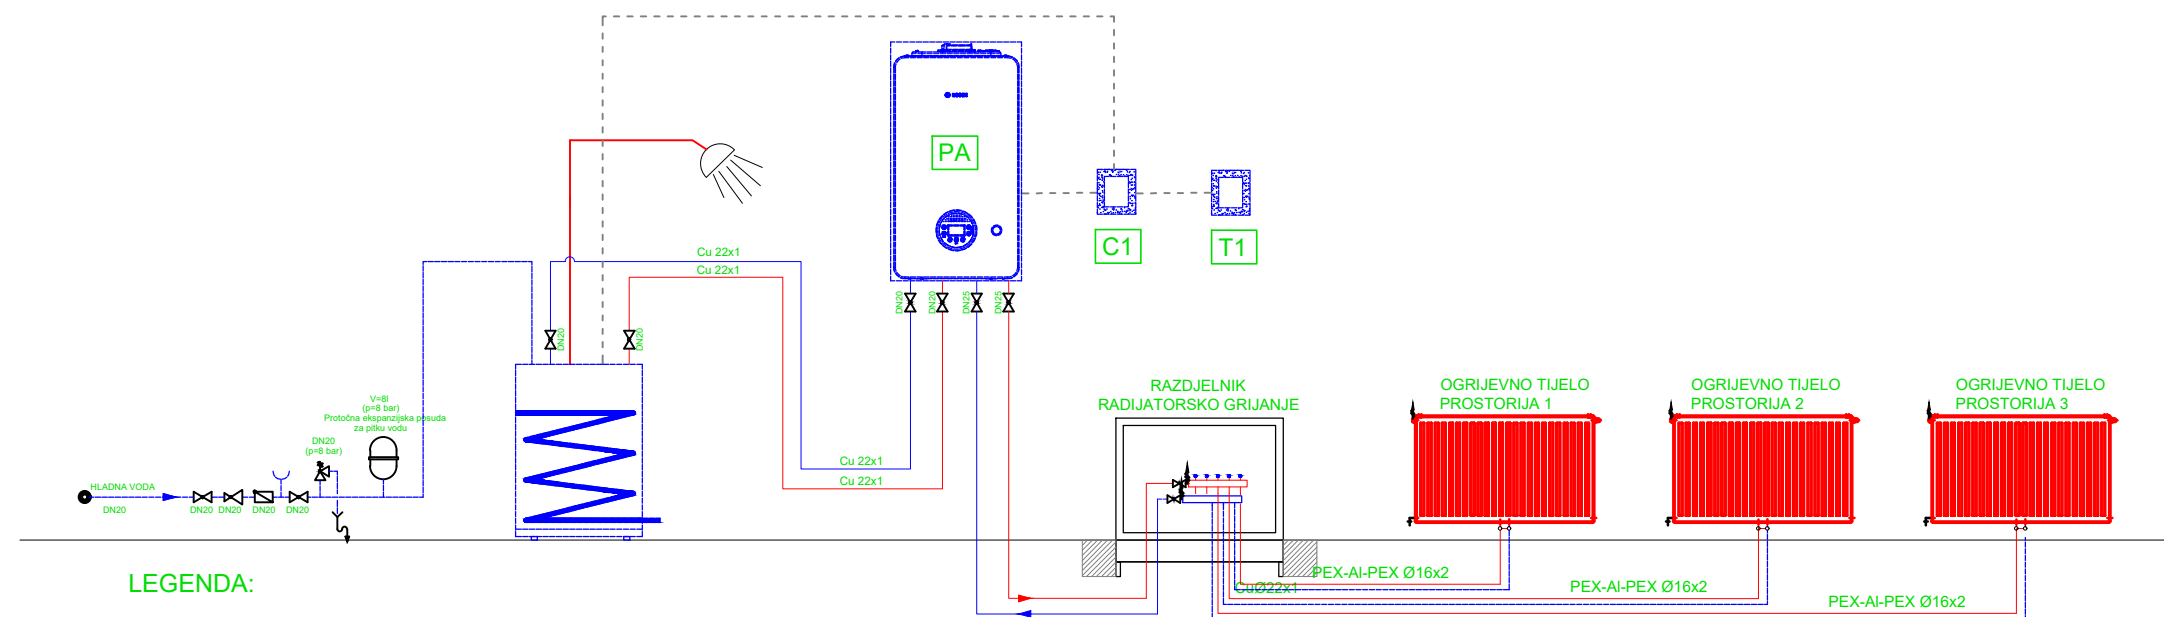 PA
C1
T1
Cu 22x1
Cu 22x1
DN20
DN20
DN25
DN25
DN20
DN20
V=8l
(p=8 bar)
Protočna ekspanzijska posuda
za pitku vodu
DN20
(p=8 bar)
HLADNA VODA
DN20
DN20
DN20
DN20
DN20
Cu 22x1
Cu 22x1
RAZDJELNIK
RADIJATORSKO GRIJANJE
OGRIJEVNO TIJELO
PROSTORIJA 1
OGRIJEVNO TIJELO
PROSTORIJA 2
OGRIJEVNO TIJELO
PROSTORIJA 3
PEX-Al-PEX Ø16x2
CuØ22x1
PEX-Al-PEX Ø16x2
PEX-Al-PEX Ø16x2
LEGENDA: